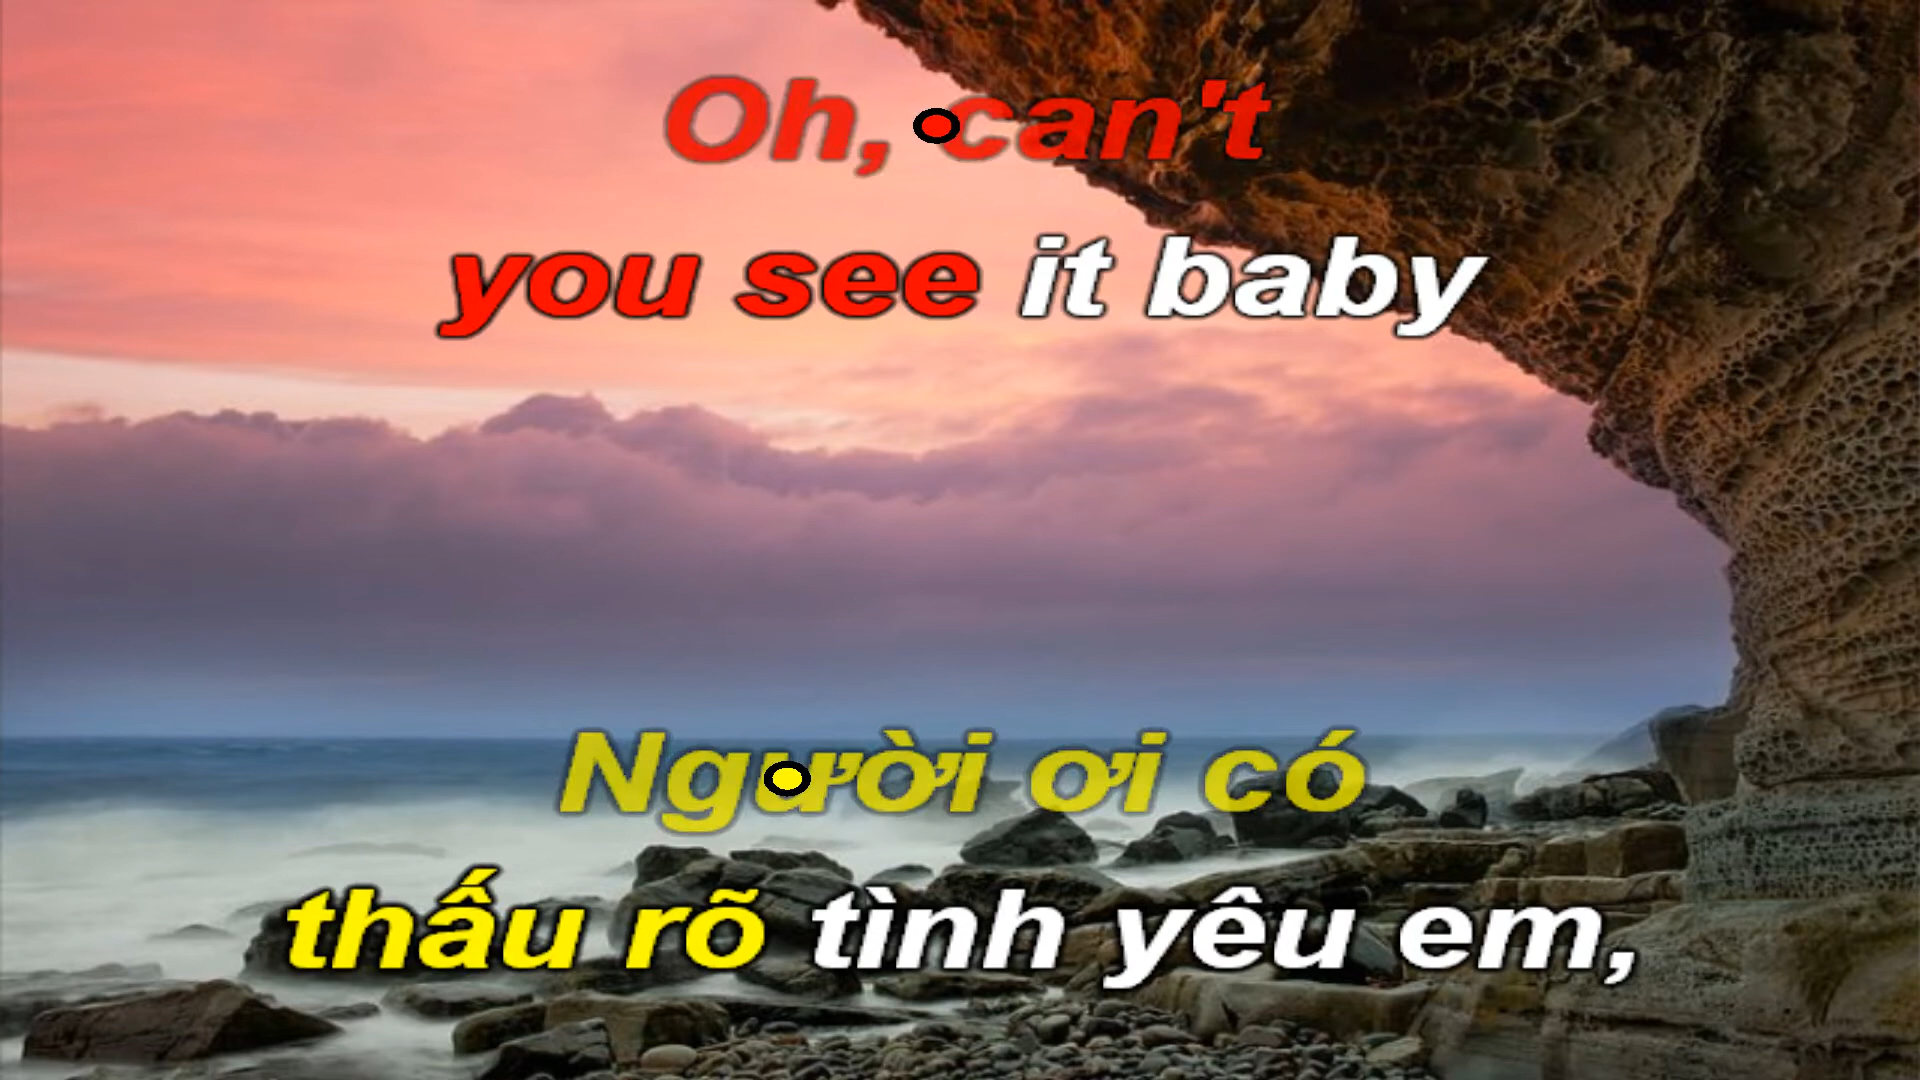 Oh, can't
you see it baby
Người ơi có
thấu rõ tình yêu em,